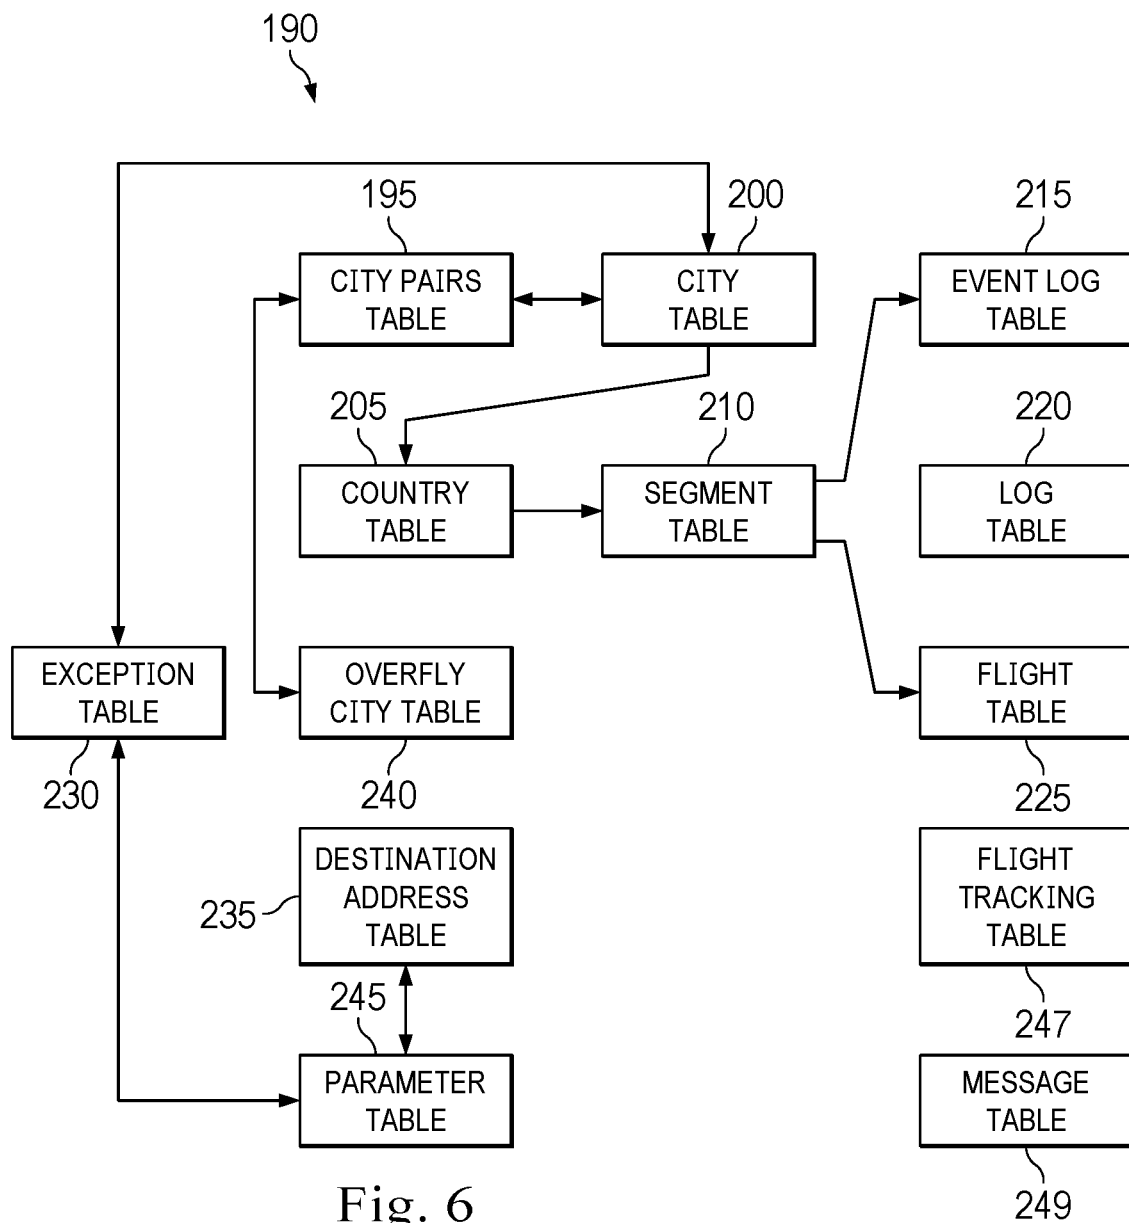 190
195
200
215
CITY PAIRS
TABLE
CITY
TABLE
EVENT LOG
TABLE
205
210
220
COUNTRY
TABLE
SEGMENT
TABLE
LOG
TABLE
EXCEPTION
TABLE
OVERFLY
CITY TABLE
FLIGHT
TABLE
230
240
225
235
DESTINATION
ADDRESS
TABLE
FLIGHT
TRACKING
TABLE
245
247
PARAMETER
TABLE
MESSAGE
TABLE
249
Fig. 6